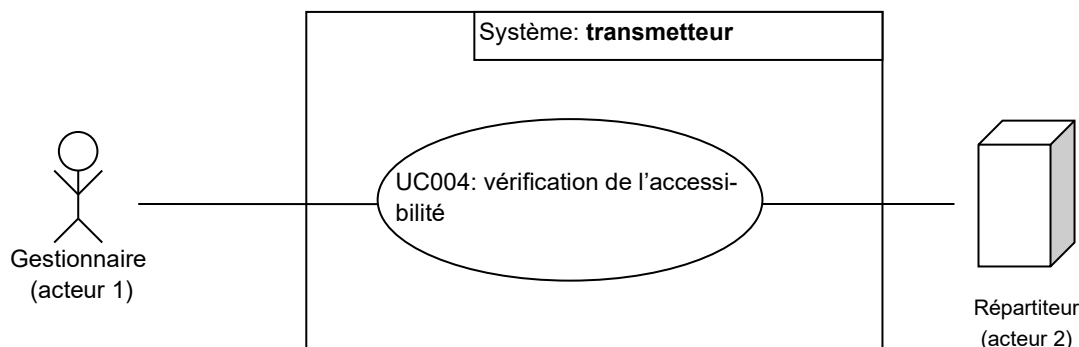 Système: transmetteur
UC004: vérification de l’accessi-
bilité
Gestionnaire
(acteur 1)
Répartiteur
(acteur 2)